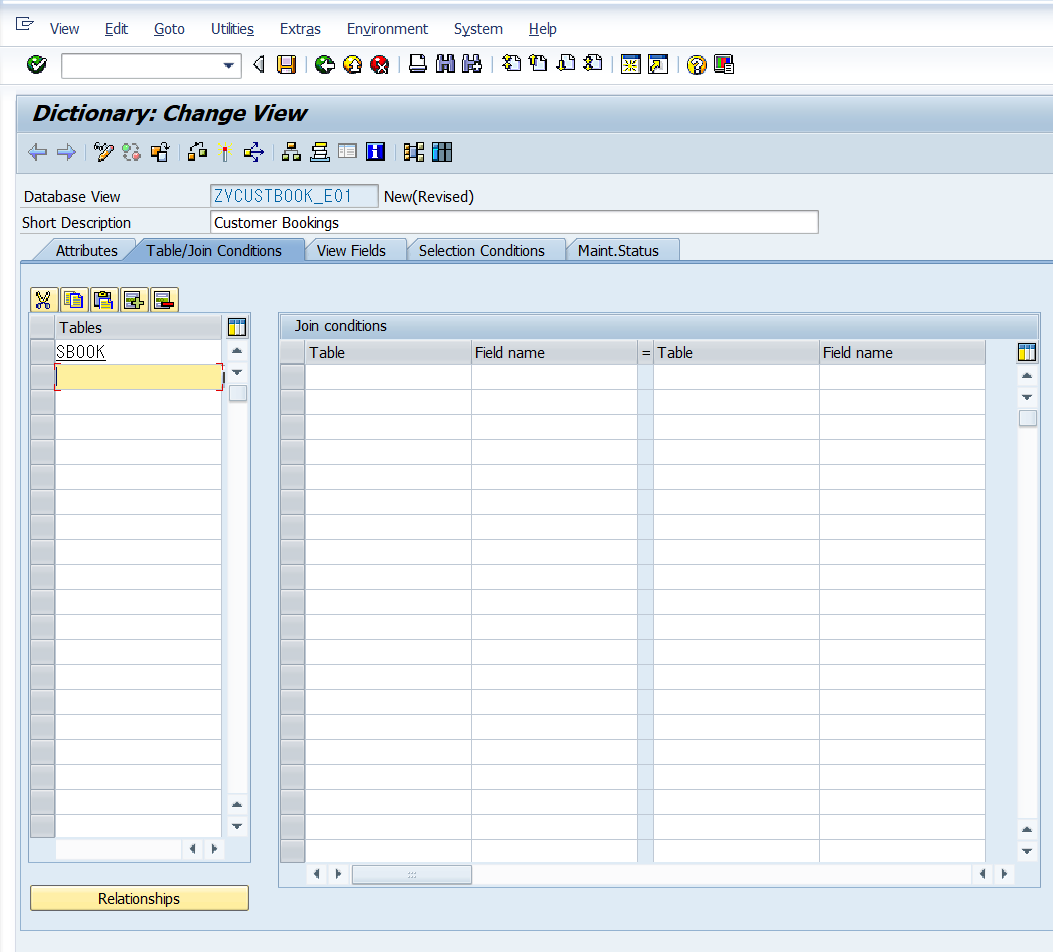 View Edit Goto Utilities Extras Environment System Help
Dictionary: Change View
Database View ZVCUSTBOOK_E01 New(Revised)
Short Description Customer Bookings
Attributes Table/Join Conditions View Fields Selection Conditions Maint.Status
Tables
SBOOK
Join conditions
Table Field name = Table Field name
Relationships